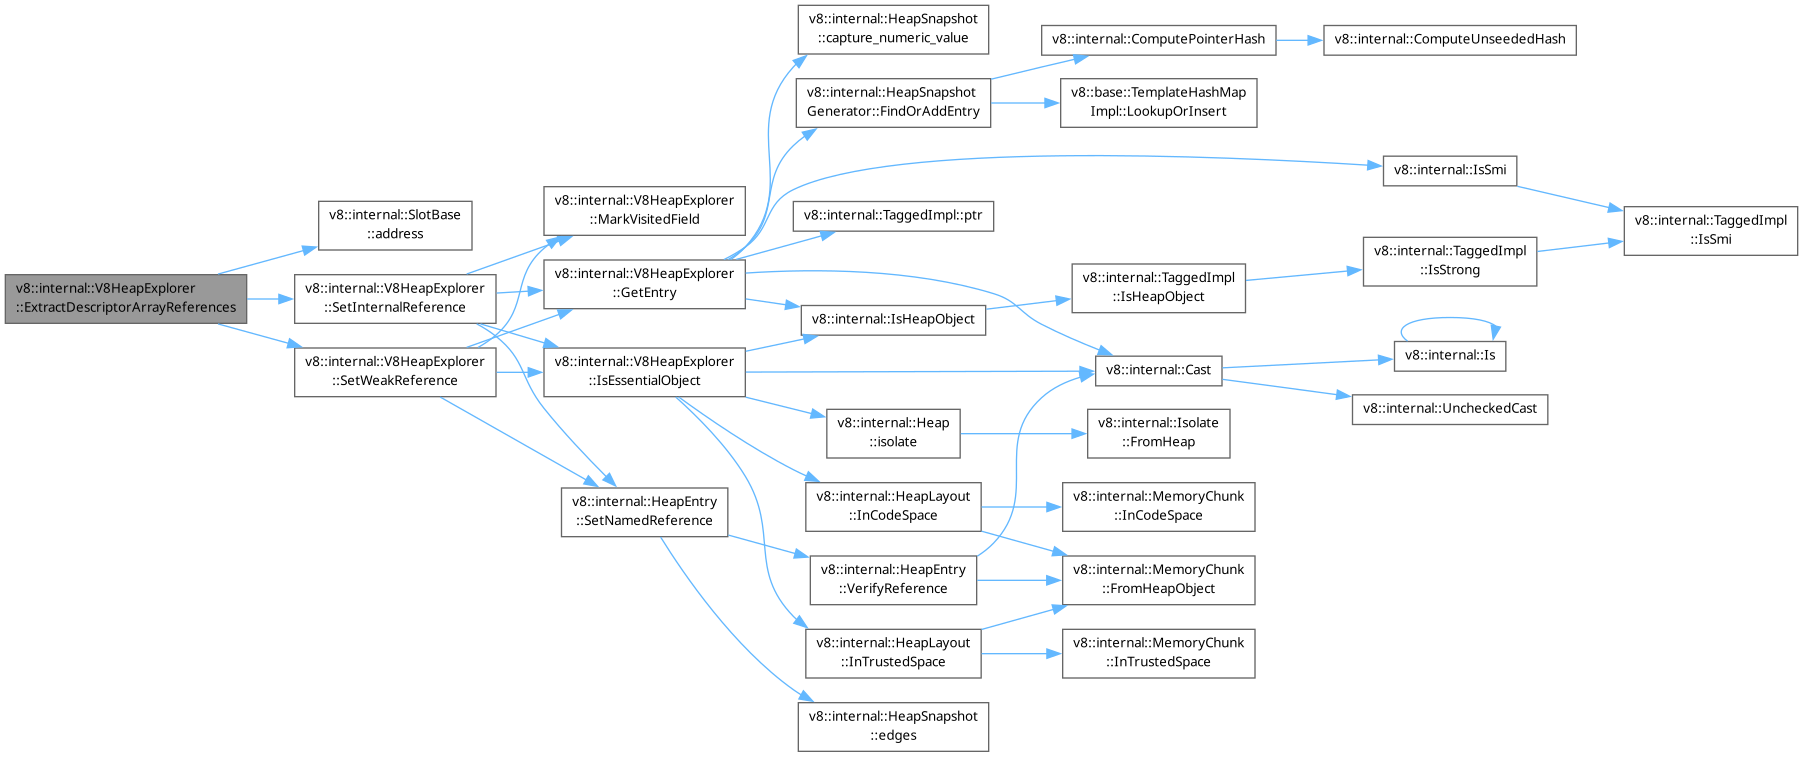 v8::internal::V8HeapExplorer
::ExtractDescriptorArrayReferences
v8::internal::SlotBase
::address
v8::internal::V8HeapExplorer
::SetInternalReference
v8::internal::V8HeapExplorer
::SetWeakReference
v8::internal::V8HeapExplorer
::MarkVisitedField
v8::internal::V8HeapExplorer
::GetEntry
v8::internal::V8HeapExplorer
::IsEssentialObject
v8::internal::HeapEntry
::SetNamedReference
v8::internal::HeapSnapshot
::capture_numeric_value
v8::internal::HeapSnapshot
Generator::FindOrAddEntry
v8::internal::TaggedImpl::ptr
v8::internal::IsHeapObject
v8::internal::Heap
::isolate
v8::internal::HeapLayout
::InCodeSpace
v8::internal::HeapEntry
::VerifyReference
v8::internal::HeapLayout
::InTrustedSpace
v8::internal::HeapSnapshot
::edges
v8::internal::ComputePointerHash
v8::base::TemplateHashMap
Impl::LookupOrInsert
v8::internal::TaggedImpl
::IsHeapObject
v8::internal::Cast
v8::internal::Isolate
::FromHeap
v8::internal::MemoryChunk
::InCodeSpace
v8::internal::MemoryChunk
::FromHeapObject
v8::internal::MemoryChunk
::InTrustedSpace
v8::internal::ComputeUnseededHash
v8::internal::IsSmi
v8::internal::TaggedImpl
::IsStrong
v8::internal::Is
v8::internal::UncheckedCast
v8::internal::TaggedImpl
::IsSmi